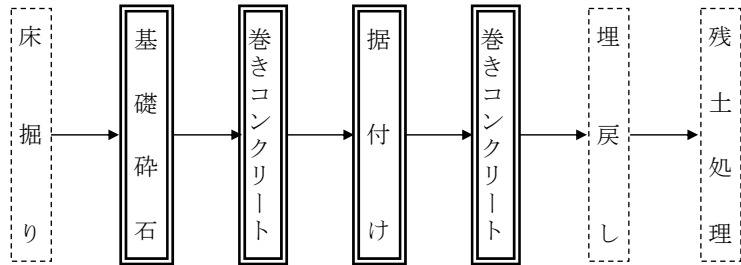 床掘り
基礎砕石
巻きコンクリート
据付け
巻きコンクリート
埋戻し
残土処理